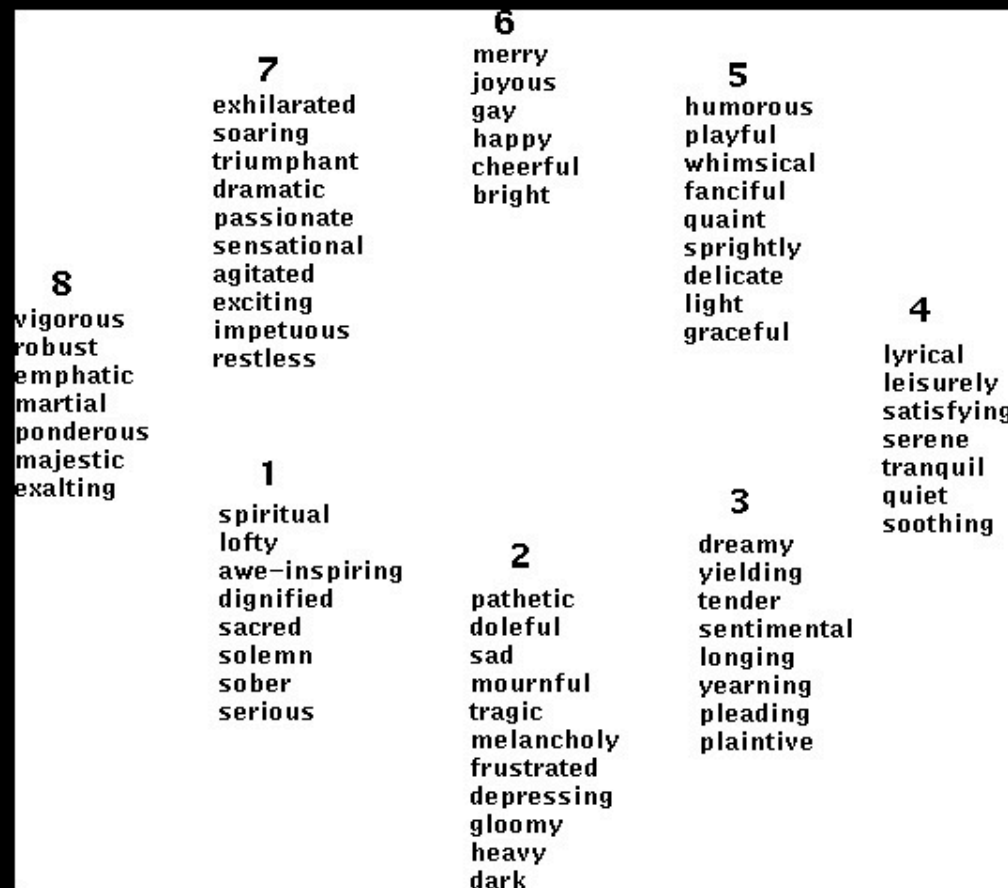 6
merry
joyous
gay
happy
cheerful
bright
7
exhilarated
soaring
triumphant
dramatic
passionate
sensational
agitated
exciting
impetuous
restless
5
humorous
playful
whimsical
fanciful
quaint
sprightly
delicate
light
graceful
8
vigorous
robust
emphatic
martial
ponderous
majestic
exalting
4
lyrical
leisurely
satisfying
serene
tranquil
quiet
soothing
1
spiritual
lofty
awe-inspiring
dignified
sacred
solemn
sober
serious
2
pathetic
doleful
sad
mournful
tragic
melancholy
frustrated
depressing
gloomy
heavy
dark
3
dreamy
yielding
tender
sentimental
longing
yearning
pleading
plaintive